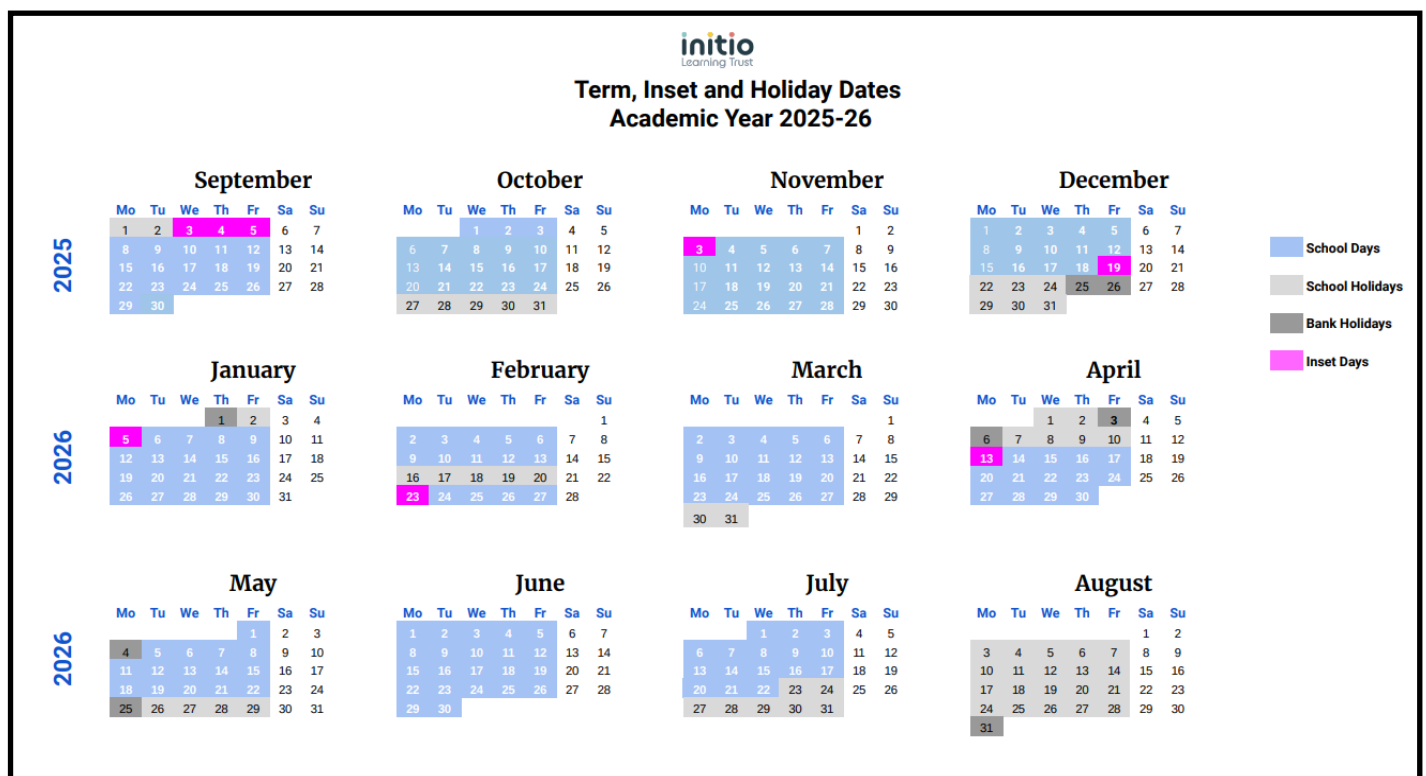 initio
Learning Trust
Term, Inset and Holiday Dates
Academic Year 2025-26
2025
September
Mo Tu We Th Fr Sa Su
1 2 3 4 5 6 7
8 9 10 11 12 13 14
15 16 17 18 19 20 21
22 23 24 25 26 27 28
29 30
October
Mo Tu We Th Fr Sa Su
1 2 3 4 5
6 7 8 9 10 11 12
13 14 15 16 17 18 19
20 21 22 23 24 25 26
27 28 29 30 31
November
Mo Tu We Th Fr Sa Su
1 2
3 4 5 6 7 8 9
10 11 12 13 14 15 16
17 18 19 20 21 22 23
24 25 26 27 28 29 30
December
Mo Tu We Th Fr Sa Su
1 2 3 4 5 6 7
8 9 10 11 12 13 14
15 16 17 18 19 20 21
22 23 24 25 26 27 28
29 30 31
School Days
School Holidays
Bank Holidays
Inset Days
2026
January
Mo Tu We Th Fr Sa Su
1 2 3 4
5 6 7 8 9 10 11
12 13 14 15 16 17 18
19 20 21 22 23 24 25
26 27 28 29 30 31
February
Mo Tu We Th Fr Sa Su
1
2 3 4 5 6 7 8
9 10 11 12 13 14 15
16 17 18 19 20 21 22
23 24 25 26 27 28
March
Mo Tu We Th Fr Sa Su
1
2 3 4 5 6 7 8
9 10 11 12 13 14 15
16 17 18 19 20 21 22
23 24 25 26 27 28 29
30 31
April
Mo Tu We Th Fr Sa Su
1 2 3 4 5
6 7 8 9 10 11 12
13 14 15 16 17 18 19
20 21 22 23 24 25 26
27 28 29 30
2026
May
Mo Tu We Th Fr Sa Su
1 2 3
4 5 6 7 8 9 10
11 12 13 14 15 16 17
18 19 20 21 22 23 24
25 26 27 28 29 30 31
June
Mo Tu We Th Fr Sa Su
1 2 3 4 5 6 7
8 9 10 11 12 13 14
15 16 17 18 19 20 21
22 23 24 25 26 27 28
29 30
July
Mo Tu We Th Fr Sa Su
1 2 3 4 5
6 7 8 9 10 11 12
13 14 15 16 17 18 19
20 21 22 23 24 25 26
27 28 29 30 31
August
Mo Tu We Th Fr Sa Su
1 2
3 4 5 6 7 8 9
10 11 12 13 14 15 16
17 18 19 20 21 22 23
24 25 26 27 28 29 30
31